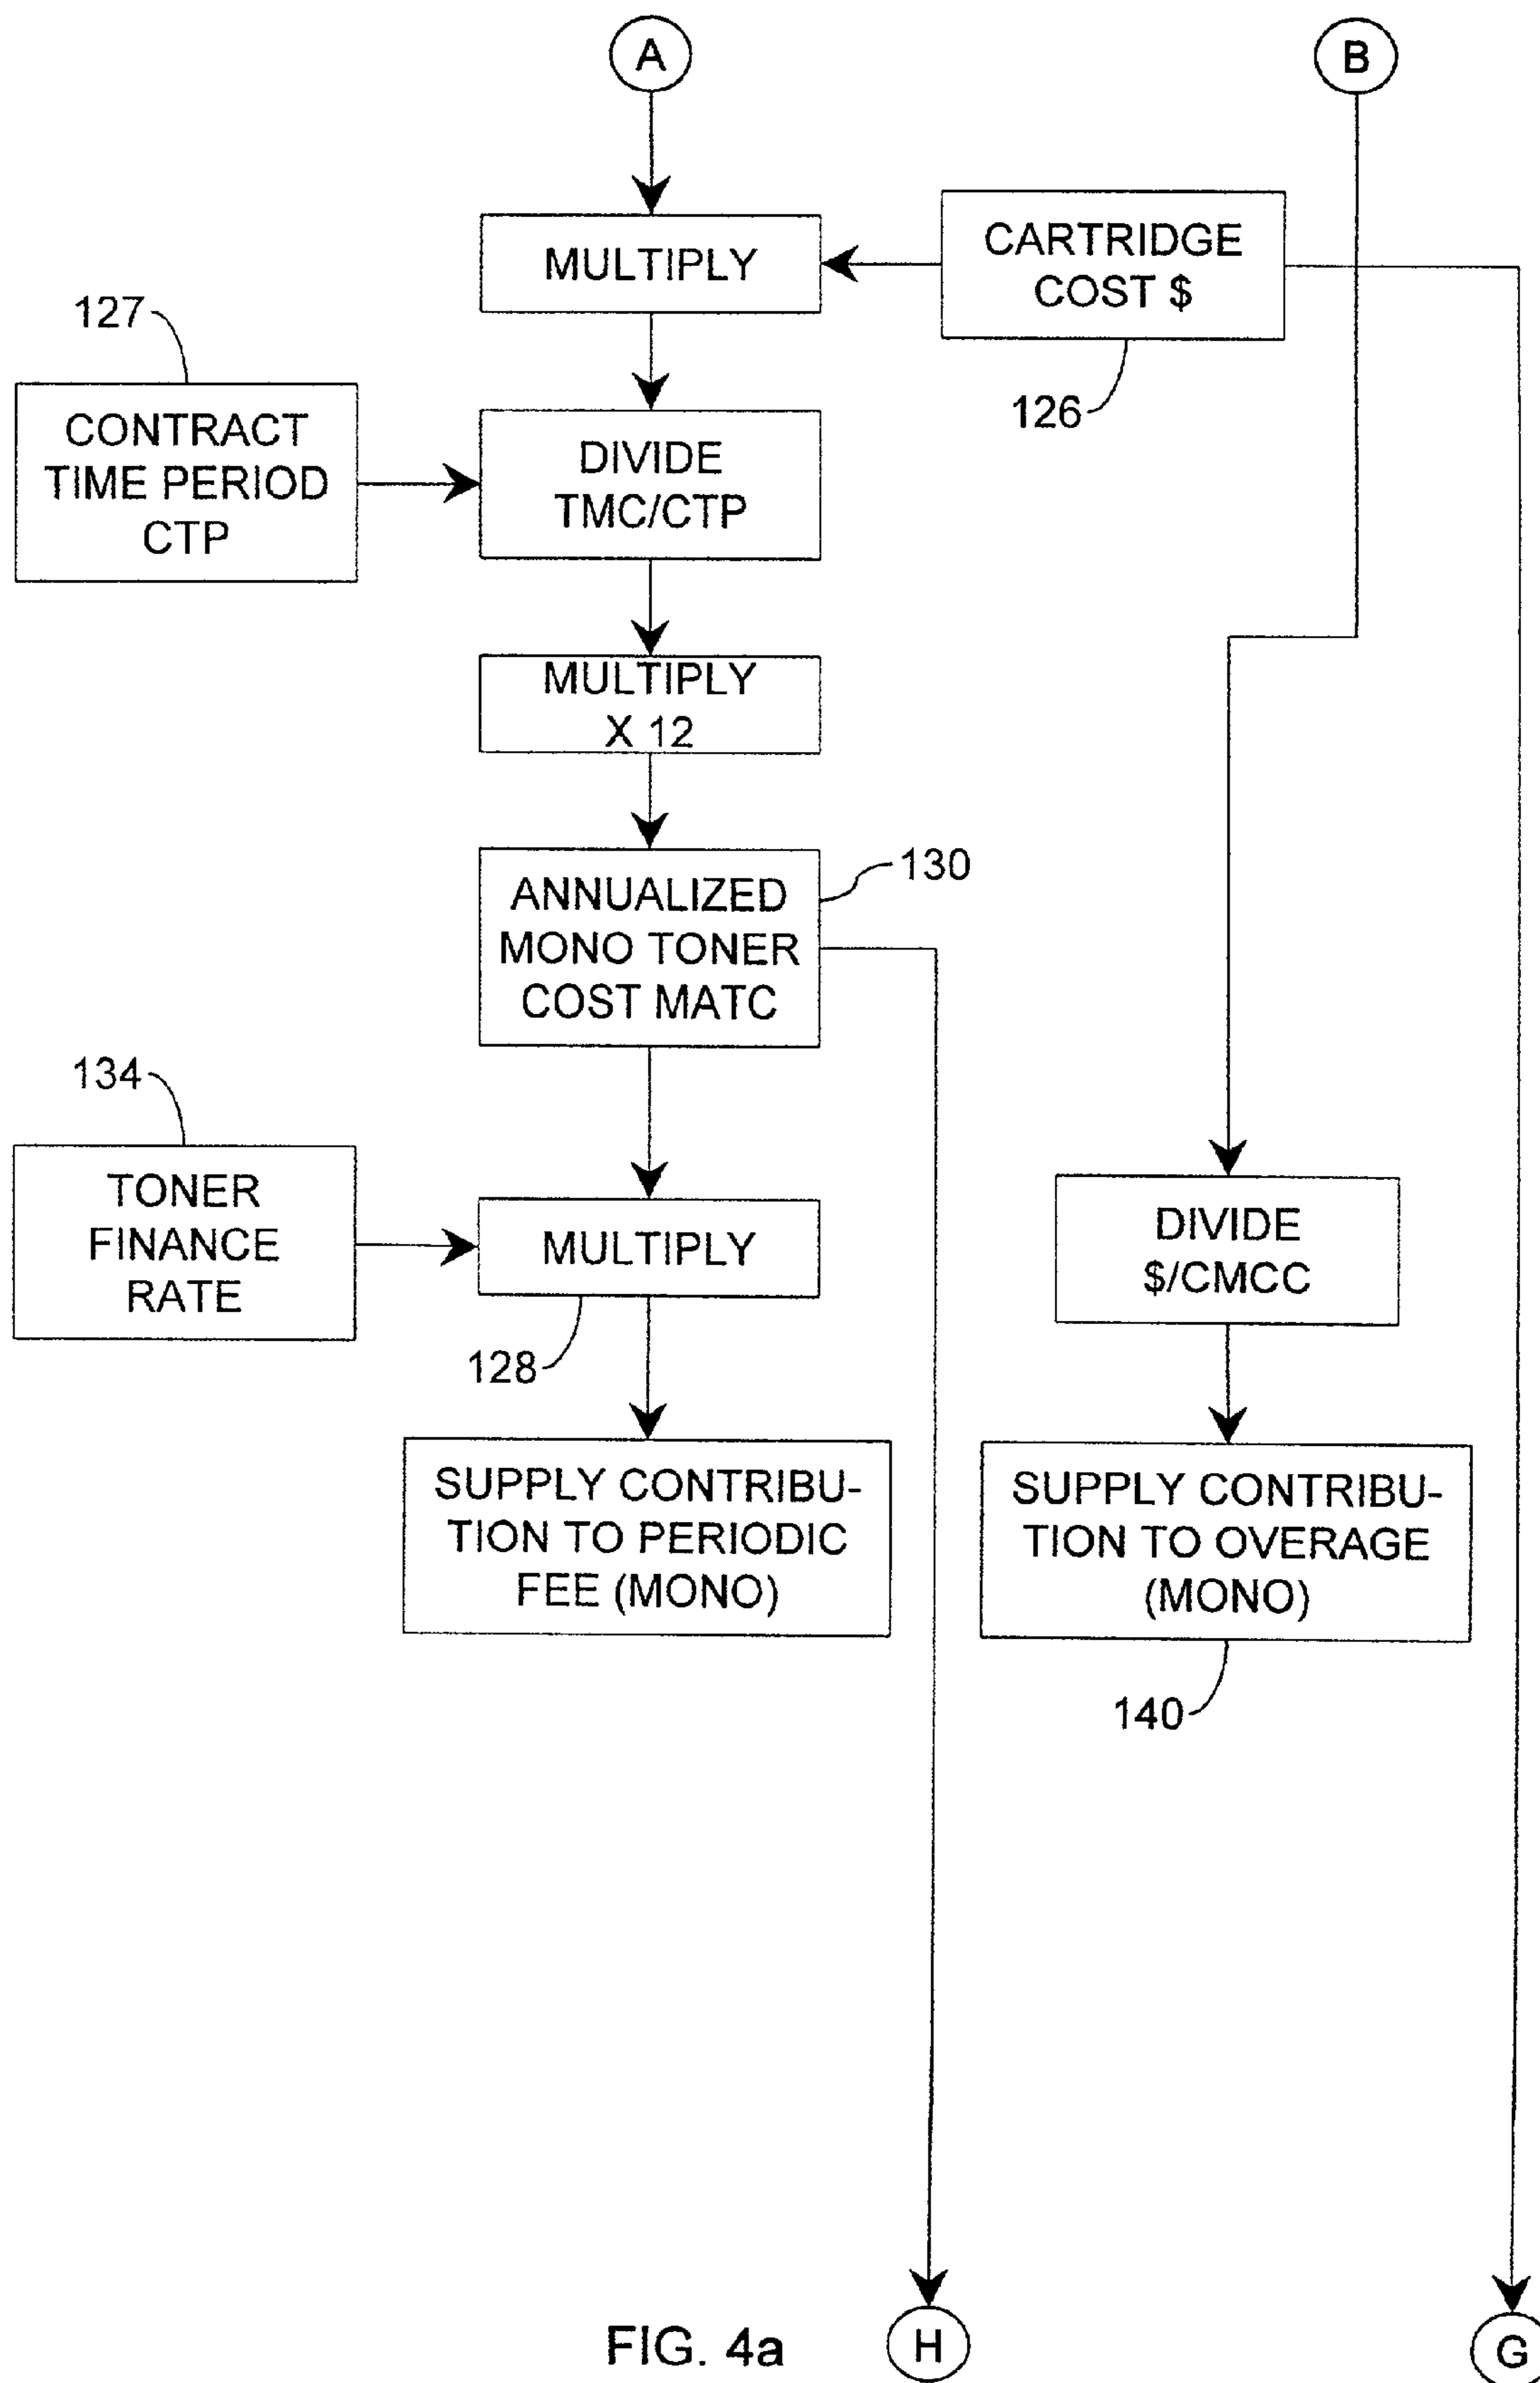 A
B
MULTIPLY
CARTRIDGE
COST $
126
127
CONTRACT
TIME PERIOD
CTP
DIVIDE
TMC/CTP
MULTIPLY
X 12
ANNUALIZED
MONO TONER
COST MATC
130
134
TONER
FINANCE
RATE
MULTIPLY
128
DIVIDE
$/CMCC
SUPPLY CONTRIBU-
TION TO PERIODIC
FEE (MONO)
SUPPLY CONTRIBU-
TION TO OVERAGE
(MONO)
140
FIG. 4a
H
G